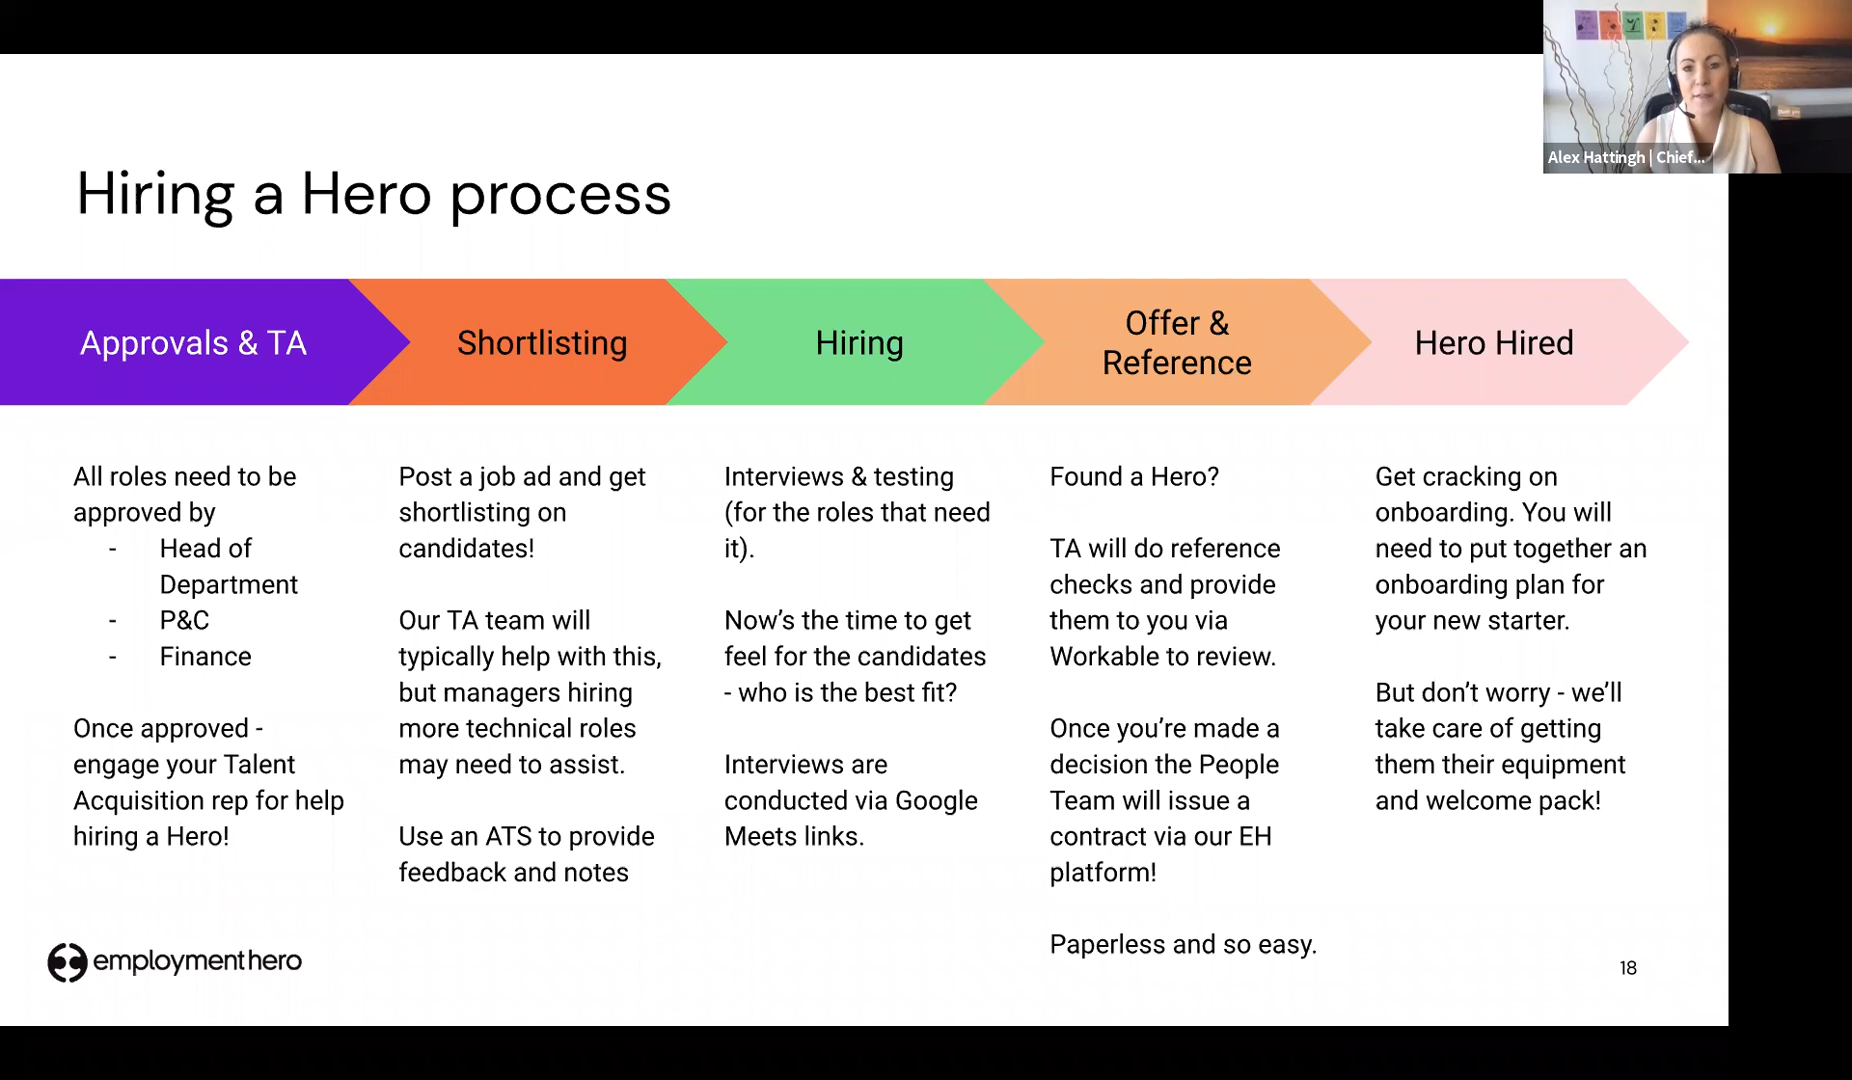 Alex Hattingh | Chief...
Hiring a Hero process
Approvals & TA
Shortlisting
Hiring
Offer &
Reference
Hero Hired
All roles need to be
approved by
- Head of
Department
- P&C
- Finance
Once approved -
engage your Talent
Acquisition rep for help
hiring a Hero!
Post a job ad and get
shortlisting on
candidates!
Our TA team will
typically help with this,
but managers hiring
more technical roles
may need to assist.
Use an ATS to provide
feedback and notes
Interviews & testing
(for the roles that need
it).
Now’s the time to get
feel for the candidates
- who is the best fit?
Interviews are
conducted via Google
Meets links.
Found a Hero?
TA will do reference
checks and provide
them to you via
Workable to review.
Once you’re made a
decision the People
Team will issue a
contract via our EH
platform!
Paperless and so easy.
Get cracking on
onboarding. You will
need to put together an
onboarding plan for
your new starter.
But don’t worry - we’ll
take care of getting
them their equipment
and welcome pack!
employmenthero
18